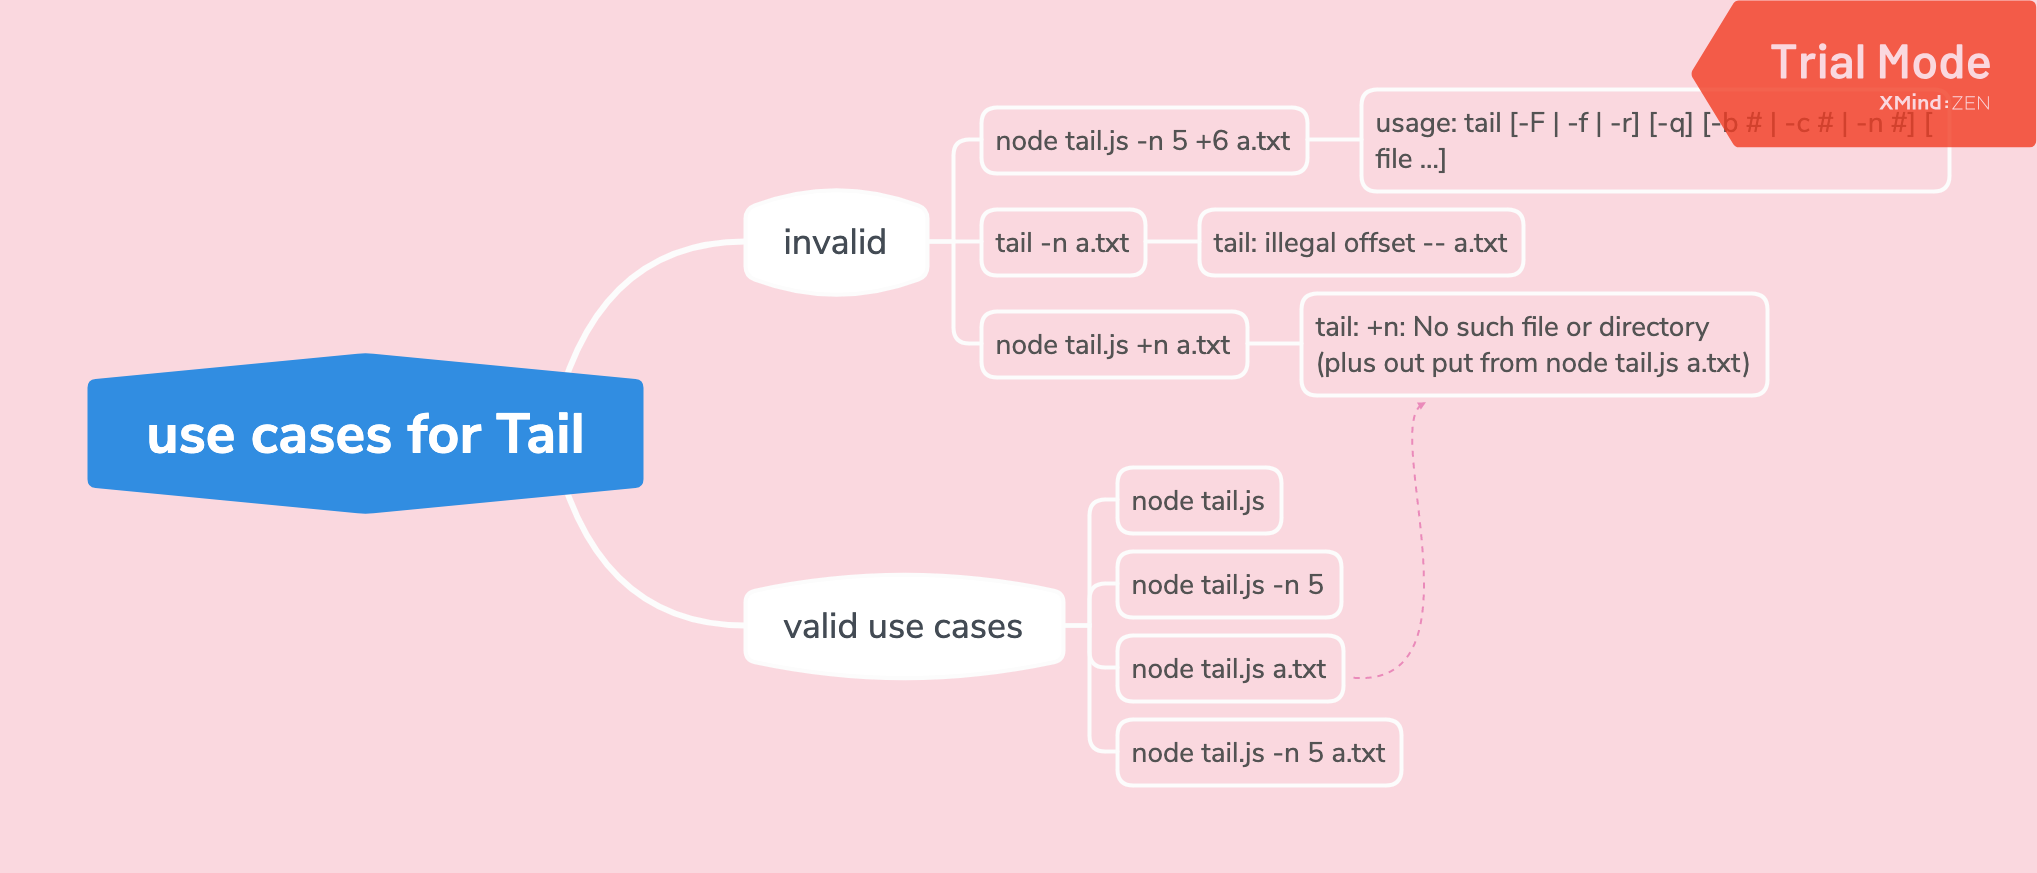 Trial Mode
XMind:ZEN
node tail.js -n 5 +6 a.txt
usage: tail [-F | -f | -r] [-q] [-b # | -c # | -n #] [
file ...]
invalid
tail -n a.txt
tail: illegal offset -- a.txt
node tail.js +n a.txt
tail: +n: No such file or directory
(plus out put from node tail.js a.txt)
use cases for Tail
valid use cases
node tail.js
node tail.js -n 5
node tail.js a.txt
node tail.js -n 5 a.txt